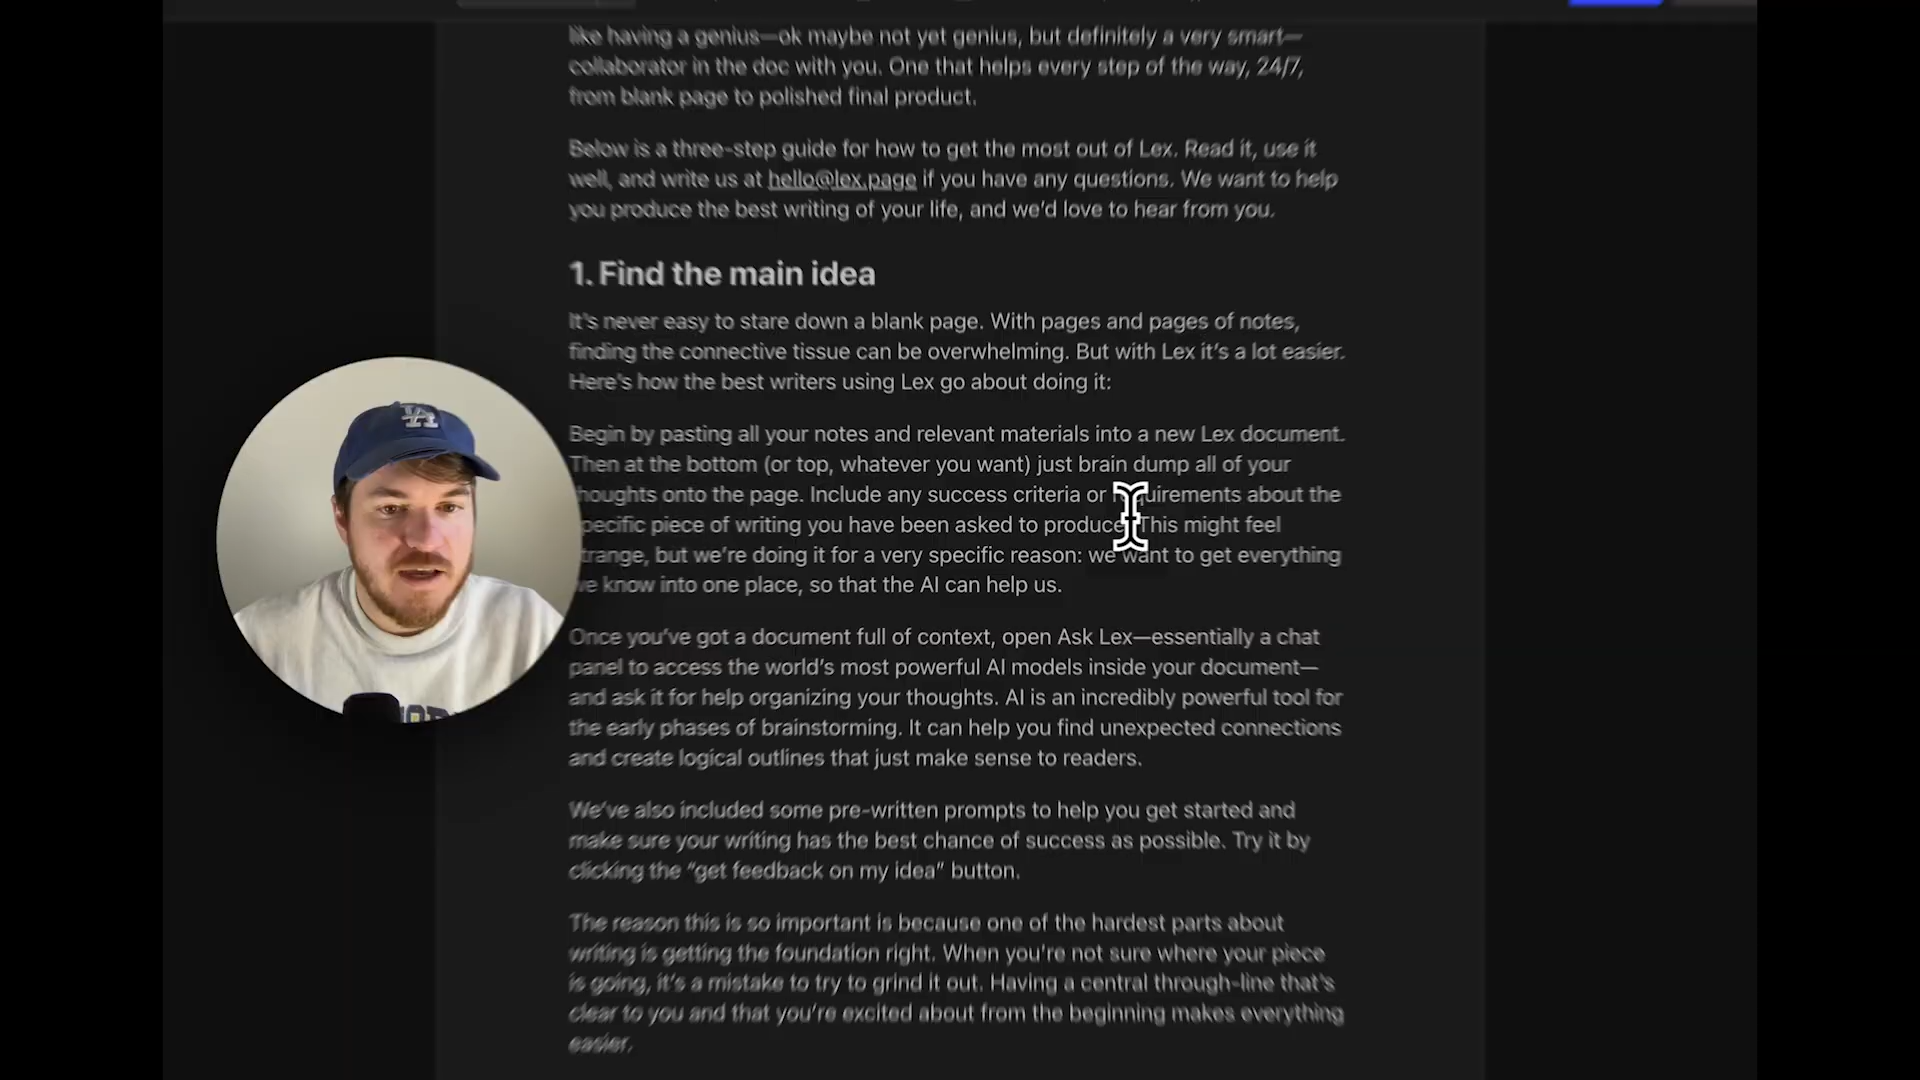 like having a genius—ok maybe not yet genius, but definitely a very smart—
collaborator in the doc with you. One that helps every step of the way, 24/7,
from blank page to polished final product.
Below is a three-step guide for how to get the most out of Lex. Read it, use it
well, and write us at hello@lex.page if you have any questions. We want to help
you produce the best writing of your life, and we’d love to hear from you.
1. Find the main idea
It’s never easy to stare down a blank page. With pages and pages of notes,
finding the connective tissue can be overwhelming. But with Lex it’s a lot easier.
Here’s how the best writers using Lex go about doing it:
LA
Begin by pasting all your notes and relevant materials into a new Lex document.
Then at the bottom (or top, whatever you want) just brain dump all of your
houghts onto the page. Include any success criteria or requirements about the
pecific piece of writing you have been asked to produce. This might feel
trange, but we’re doing it for a very specific reason: we want to get everything
we know into one place, so that the AI can help us.
Once you’ve got a document full of context, open Ask Lex—essentially a chat
panel to access the world’s most powerful AI models inside your document—
and ask it for help organizing your thoughts. AI is an incredibly powerful tool for
the early phases of brainstorming. It can help you find unexpected connections
and create logical outlines that just make sense to readers.
We’ve also included some pre-written prompts to help you get started and
make sure your writing has the best chance of success as possible. Try it by
clicking the “get feedback on my idea” button.
The reason this is so important is because one of the hardest parts about
writing is getting the foundation right. When you’re not sure where your piece
is going, it’s a mistake to try to grind it out. Having a central through-line that’s
clear to you and that you’re excited about from the beginning makes everything
easier.